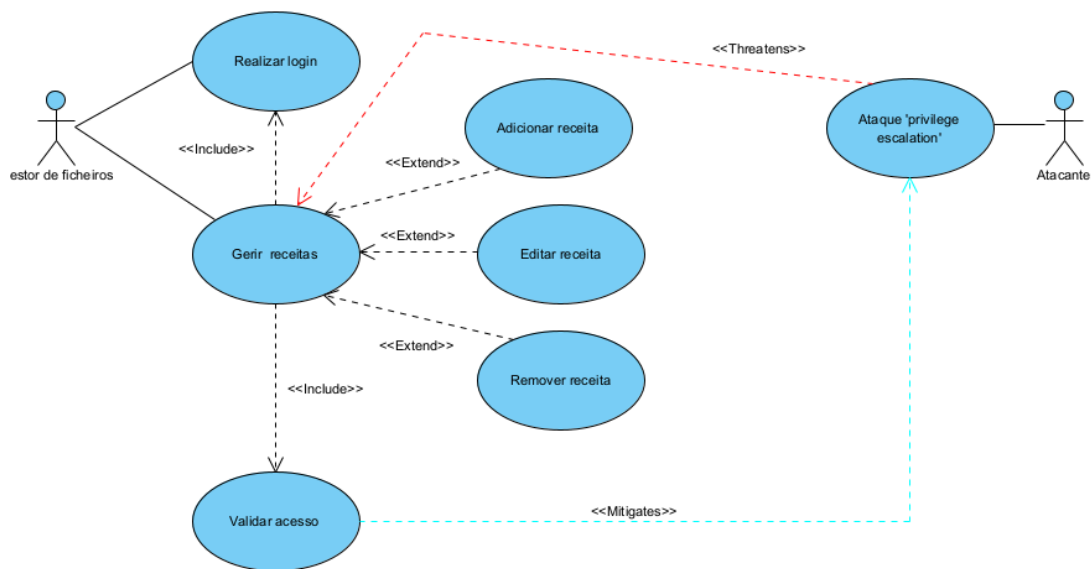 Realizar login
<<Threatens>>
Ataque 'privilege
escalation'
Adicionar receita
<<Include>>
<<Extend>>
estor de ficheiros
Atacante
<<Extend>>
Gerir receitas
Editar receita
<<Extend>>
Remover receita
<<Include>>
Validar acesso
<<Mitigates>>